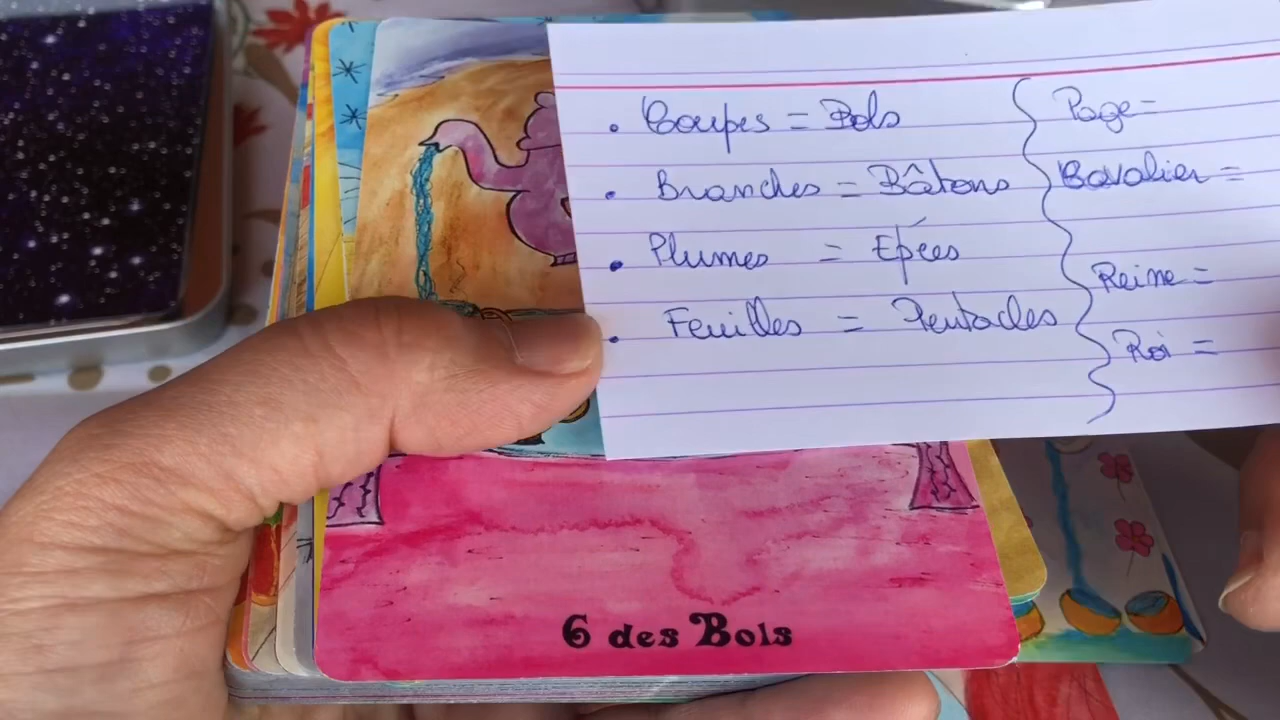 • Coupes = Bols
• Branches = Bâtons
• Plumes = Epées
• Feuilles = Pentacles
Page =
Cavalier =
Reine =
Roi =
6 des Bols